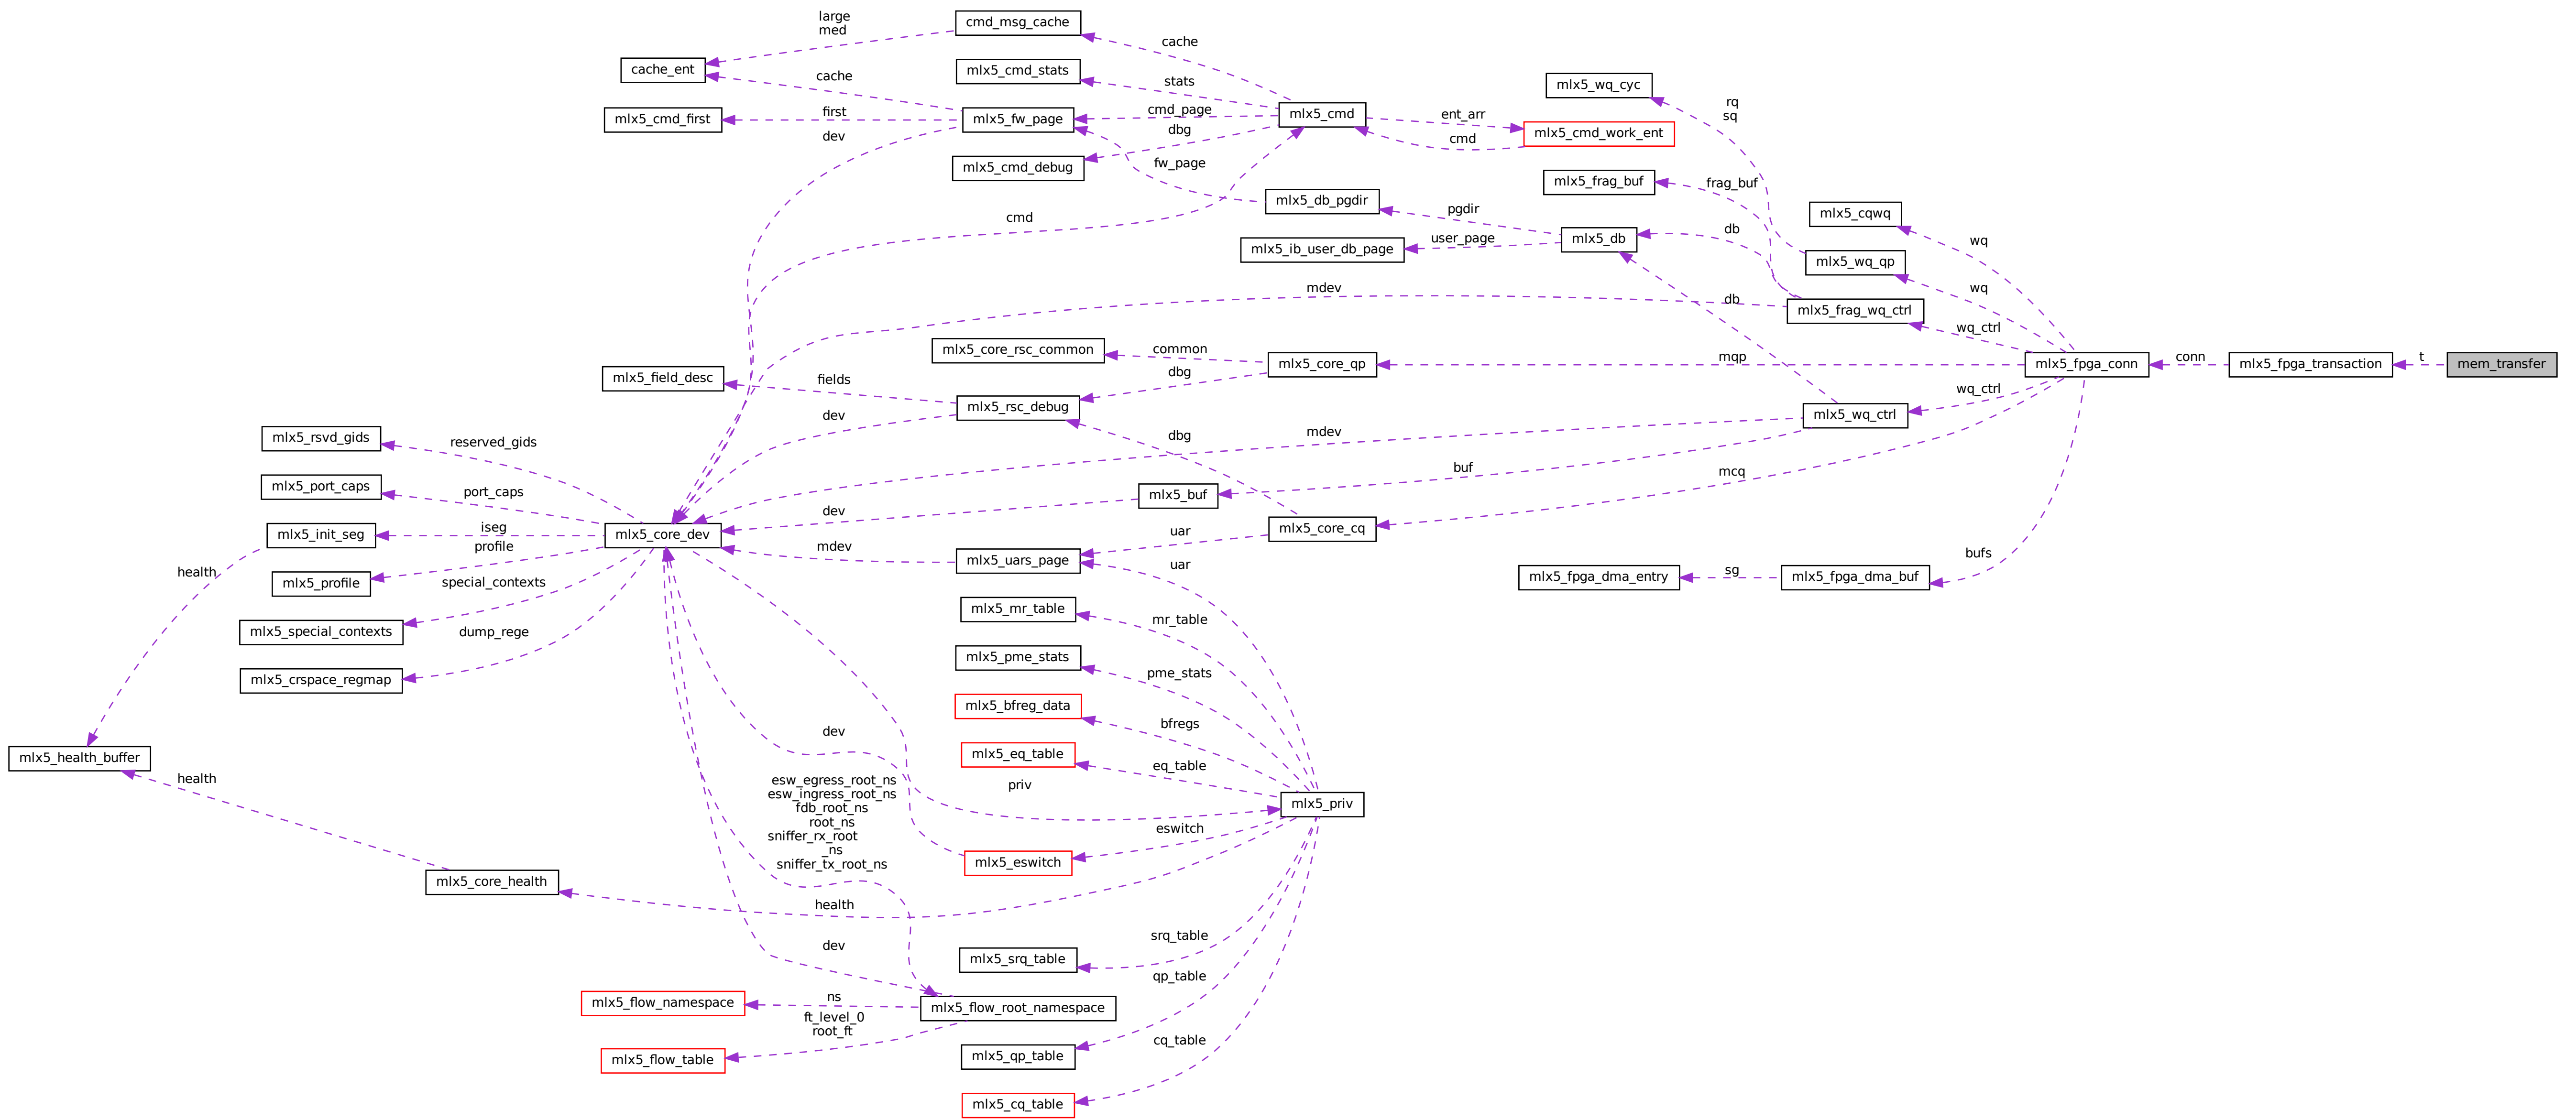 large
med
cmd_msg_cache
cache
cache_ent
cache
mlx5_cmd_stats
stats
mlx5_wq_cyc
mlx5_cmd_first
first
mlx5_fw_page
cmd_page
mlx5_cmd
ent_arr
mlx5_cmd_work_ent
rq
sq
dev
dbg
cmd
mlx5_cmd_debug
fw_page
mlx5_frag_buf
frag_buf
mlx5_db_pgdir
pgdir
mlx5_cqwq
cmd
mlx5_ib_user_db_page
user_page
mlx5_db
db
wq
mlx5_wq_qp
mdev
db
wq
mlx5_frag_wq_ctrl
wq_ctrl
mlx5_core_rsc_common
common
mlx5_core_qp
mqp
mlx5_fpga_conn
conn
mlx5_fpga_transaction
t
mem_transfer
mlx5_field_desc
fields
dbg
mlx5_rsc_debug
dev
wq_ctrl
mlx5_wq_ctrl
mlx5_rsvd_gids
reserved_gids
dbg
mdev
mlx5_port_caps
port_caps
mlx5_buf
buf
mcq
dev
mlx5_init_seg
iseg
mlx5_core_dev
mlx5_core_cq
uar
profile
mdev
mlx5_uars_page
uar
bufs
health
mlx5_profile
special_contexts
mlx5_fpga_dma_entry
sg
mlx5_fpga_dma_buf
mlx5_mr_table
mr_table
mlx5_special_contexts
dump_rege
mlx5_pme_stats
pme_stats
mlx5_crspace_regmap
mlx5_bfreg_data
bfregs
dev
mlx5_health_buffer
mlx5_eq_table
eq_table
health
priv
mlx5_priv
esw_egress_root_ns
esw_ingress_root_ns
fdb_root_ns
root_ns
sniffer_rx_root
_ns
sniffer_tx_root_ns
eswitch
mlx5_eswitch
mlx5_core_health
health
srq_table
dev
mlx5_srq_table
qp_table
mlx5_flow_namespace
ns
mlx5_flow_root_namespace
ft_level_0
root_ft
cq_table
mlx5_flow_table
mlx5_qp_table
mlx5_cq_table